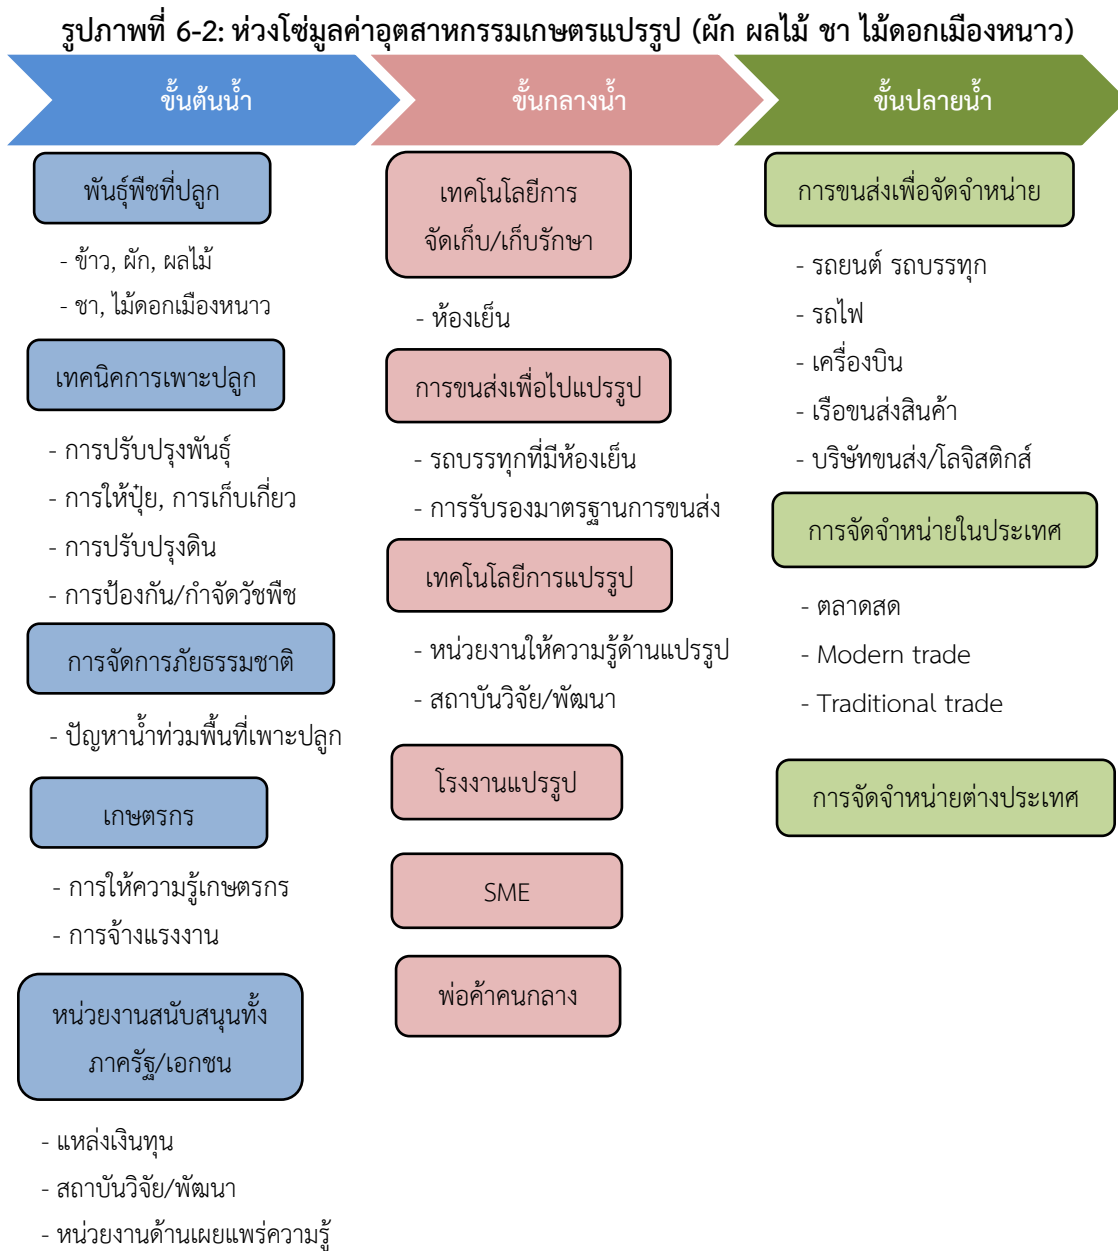 รูปภาพที่ 6-2: ห่วงโซ่มูลค่าอุตสาหกรรมเกษตรแปรรูป (ผัก ผลไม้ ชา ไม้ดอกเมืองหนาว)
ขั้นต้นน้ำ
พันธุ์พืชที่ปลูก
- ข้าว, ผัก, ผลไม้
- ชา, ไม้ดอกเมืองหนาว
เทคนิคการเพาะปลูก
- การปรับปรุงพันธุ์
- การให้ปุ๋ย, การเก็บเกี่ยว
- การปรับปรุงดิน
- การป้องกัน/กำจัดวัชพืช
การจัดการภัยธรรมชาติ
- ปัญหาน้ำท่วมพื้นที่เพาะปลูก
เกษตรกร
- การให้ความรู้เกษตรกร
- การจ้างแรงงาน
หน่วยงานสนับสนุนทั้ง
ภาครัฐ/เอกชน
- แหล่งเงินทุน
- สถาบันวิจัย/พัฒนา
- หน่วยงานด้านเผยแพร่ความรู้
ขั้นกลางน้ำ
เทคโนโลยีการ
จัดเก็บ/เก็บรักษา
- ห้องเย็น
การขนส่งเพื่อไปแปรรูป
- รถบรรทุกที่มีห้องเย็น
- การรับรองมาตรฐานการขนส่ง
เทคโนโลยีการแปรรูป
- หน่วยงานให้ความรู้ด้านแปรรูป
- สถาบันวิจัย/พัฒนา
โรงงานแปรรูป
SME
พ่อค้าคนกลาง
ขั้นปลายน้ำ
การขนส่งเพื่อจัดจำหน่าย
- รถยนต์ รถบรรทุก
- รถไฟ
- เครื่องบิน
- เรือขนส่งสินค้า
- บริษัทขนส่ง/โลจิสติกส์
การจัดจำหน่ายในประเทศ
- ตลาดสด
- Modern trade
- Traditional trade
การจัดจำหน่ายต่างประเทศ